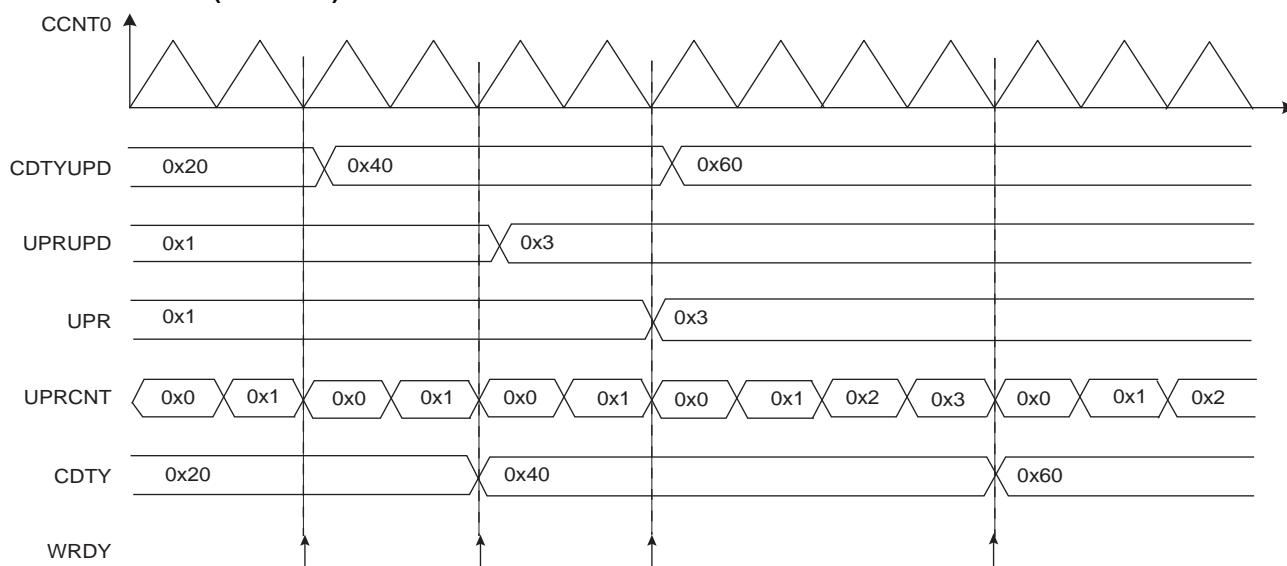 CCNT0
CDTYUPD 0x20 0x40 0x60
UPRUPD 0x1 0x3
UPR 0x1 0x3
UPRCNT 0x0 0x1 0x0 0x1 0x0 0x1 0x0 0x1 0x2 0x3 0x0 0x1 0x2
CDTY 0x20 0x40 0x60
WRDY